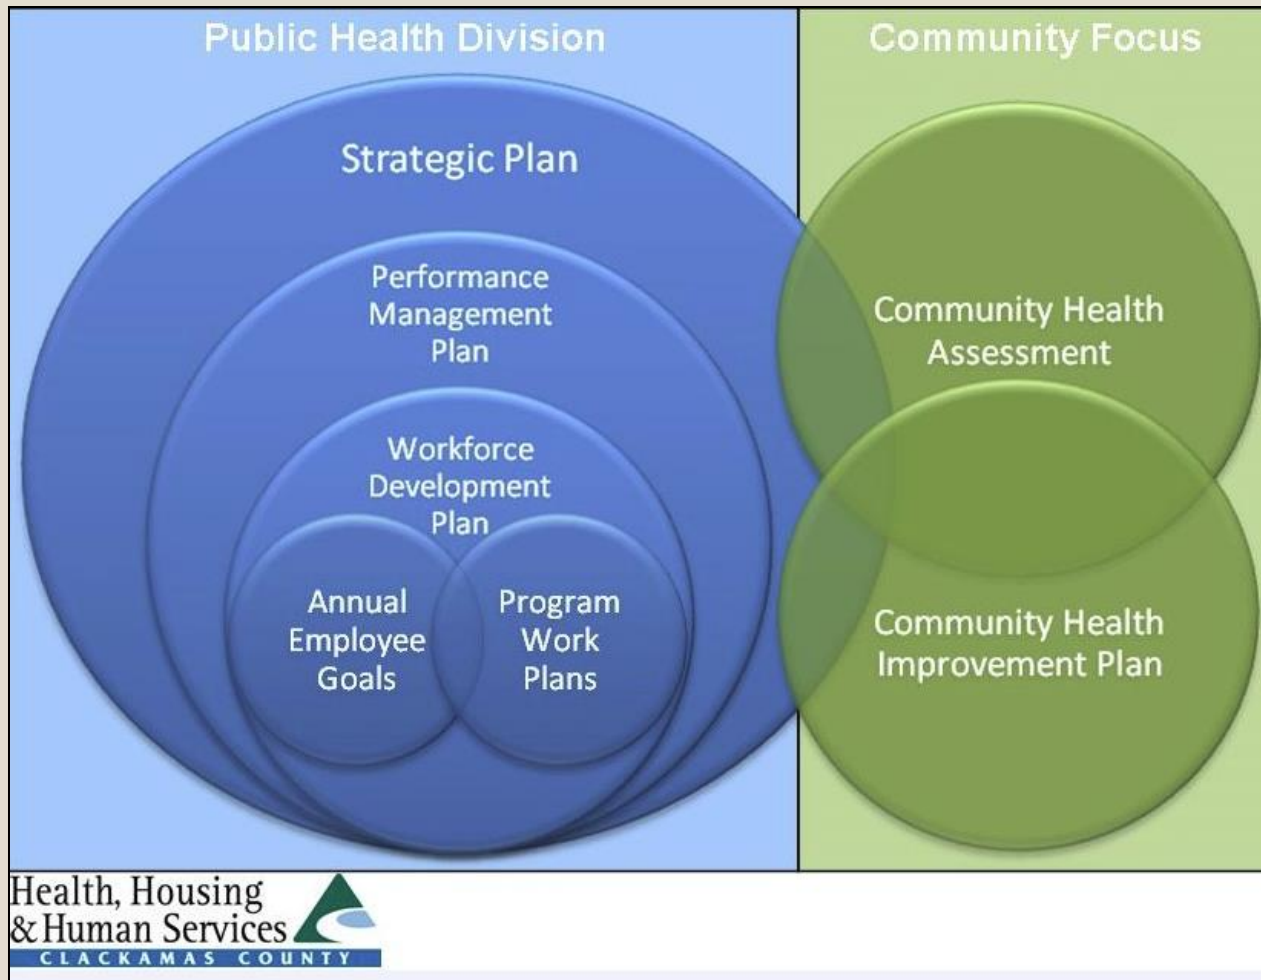 Public Health Division
Community Focus
Strategic Plan
Performance
Management
Plan
Workforce
Development
Plan
Annual
Employee
Goals
Program
Work
Plans
Community Health
Assessment
Community Health
Improvement Plan
Health, Housing
& Human Services
CLACKAMAS COUNTY